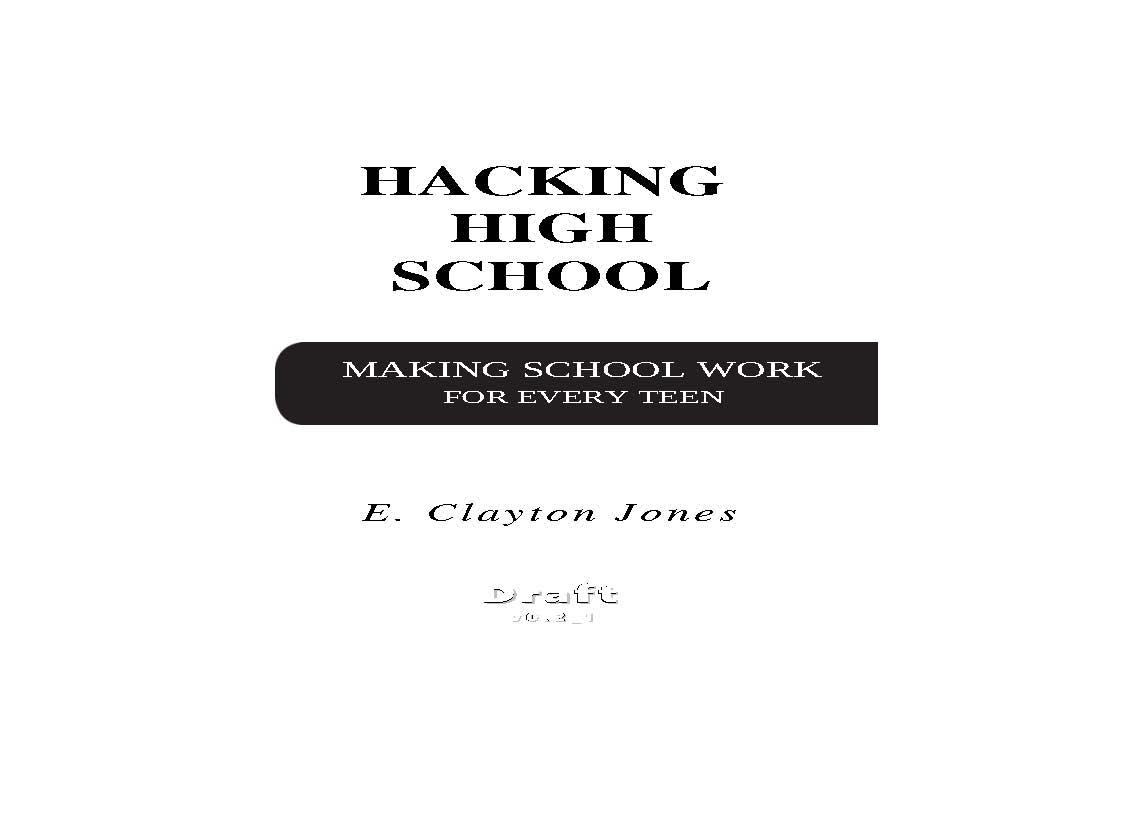 HACKING
HIGH
SCHOOL
MAKING SCHOOL WORK
FOR EVERY TEEN
E. Clayton Jones
Draft